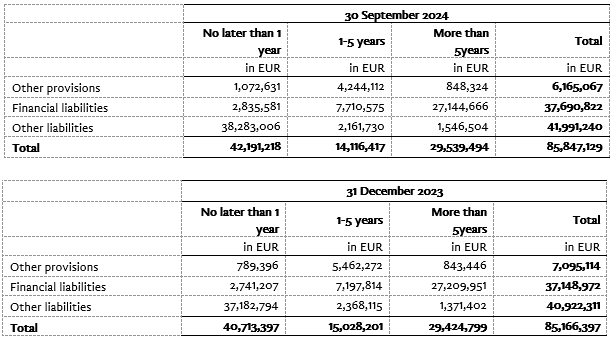 30 September 2024
No later than 1 year 1-5 years More than 5years Total
in EUR in EUR in EUR in EUR
Other provisions 1,072,631 4,244,112 848,324 6,165,067
Financial liabilities 2,835,581 7,710,575 27,144,666 37,690,822
Other liabilities 38,283,006 2,161,730 1,546,504 41,991,240
Total 42,191,218 14,116,417 29,539,494 85,847,129
31 December 2023
No later than 1 year 1-5 years More than 5years Total
in EUR in EUR in EUR in EUR
Other provisions 789,396 5,462,272 843,446 7,095,114
Financial liabilities 2,741,207 7,197,814 27,209,951 37,148,972
Other liabilities 37,182,794 2,368,115 1,371,402 40,922,311
Total 40,713,397 15,028,201 29,424,799 85,166,397